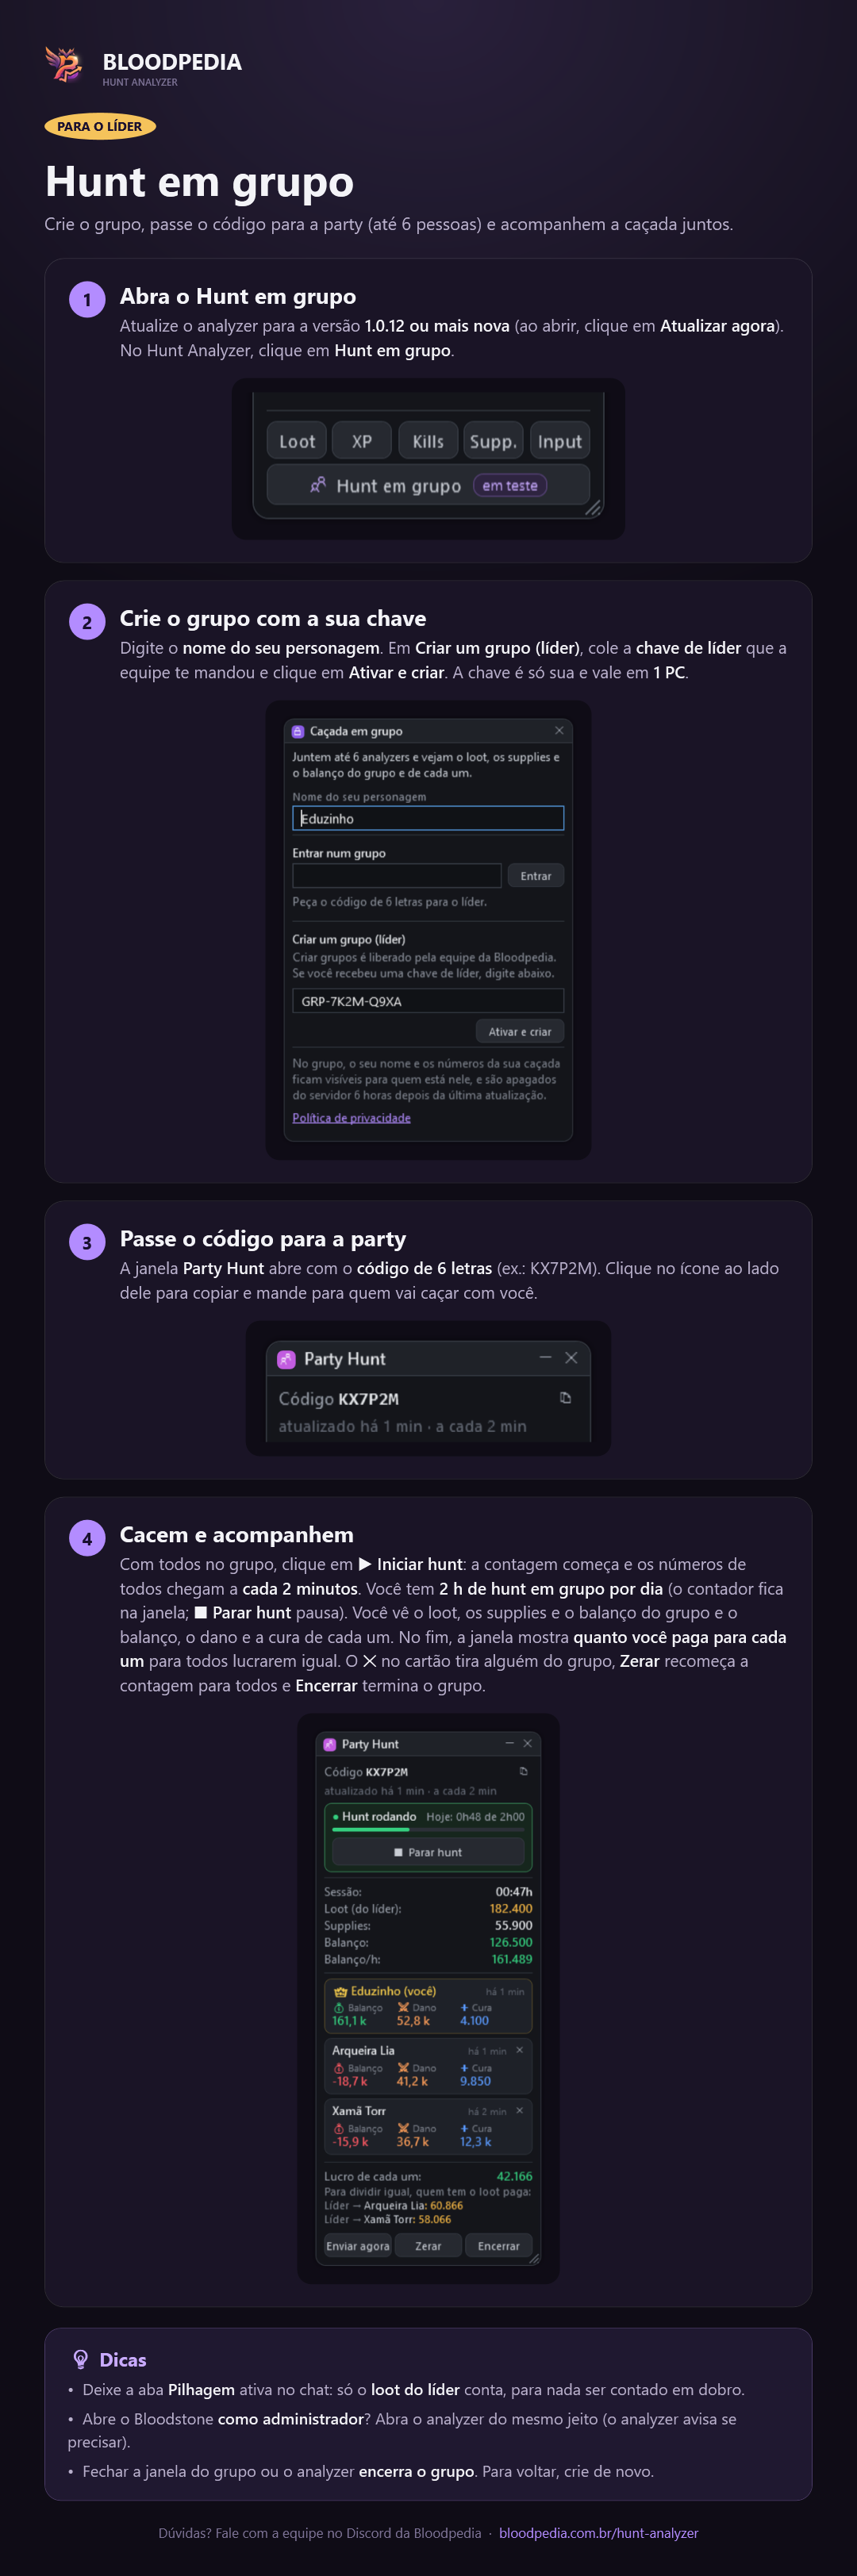 BLOODPEDIA
HUNT ANALYZER
PARA O LÍDER
Hunt em grupo
Crie o grupo, passe o código para a party (até 6 pessoas) e acompanhem a caçada juntos.
1
Abra o Hunt em grupo
Atualize o analyzer para a versão 1.0.12 ou mais nova (ao abrir, clique em Atualizar agora).
No Hunt Analyzer, clique em Hunt em grupo.
Loot XP Kills Supp. Input
Hunt em grupo em teste
2
Crie o grupo com a sua chave
Digite o nome do seu personagem. Em Criar um grupo (líder), cole a chave de líder que a
equipe te mandou e clique em Ativar e criar. A chave é só sua e vale em 1 PC.
Caçada em grupo
Juntem até 6 analyzers e vejam o loot, os supplies e
o balanço do grupo e de cada um.
Nome do seu personagem
Eduzinho
Entrar num grupo
Entrar
Peça o código de 6 letras para o líder.
Criar um grupo (líder)
Criar grupos é liberado pela equipe da Bloodpedia.
Se você recebeu uma chave de líder, digite abaixo.
GRP-7K2M-Q9XA
Ativar e criar
No grupo, o seu nome e os números da sua caçada
ficam visíveis para quem está nele, e são apagados
do servidor 6 horas depois da última atualização.
Política de privacidade
3
Passe o código para a party
A janela Party Hunt abre com o código de 6 letras (ex.: KX7P2M). Clique no ícone ao lado
dele para copiar e mande para quem vai caçar com você.
Party Hunt
Código KX7P2M
atualizado há 1 min · a cada 2 min
4
Cacem e acompanhem
Com todos no grupo, clique em ▶ Iniciar hunt: a contagem começa e os números de
todos chegam a cada 2 minutos. Você tem 2 h de hunt em grupo por dia (o contador fica
na janela; ■ Parar hunt pausa). Você vê o loot, os supplies e o balanço do grupo e o
balanço, o dano e a cura de cada um. No fim, a janela mostra quanto você paga para cada
um para todos lucrarem igual. O ✕ no cartão tira alguém do grupo, Zerar recomeça a
contagem para todos e Encerrar termina o grupo.
Party Hunt
Código KX7P2M
atualizado há 1 min · a cada 2 min
● Hunt rodando Hoje: 0h48 de 2h00
■ Parar hunt
Sessão: 00:47h
Loot (do líder): 182.400
Supplies: 55.900
Balanço: 126.500
Balanço/h: 161.489
Eduzinho (você) há 1 min
Balanço Dano Cura
161,1 k 52,8 k 4.100
Arqueira Lia há 1 min ✕
Balanço Dano Cura
-18,7 k 41,2 k 9.850
Xamã Torr há 2 min ✕
Balanço Dano Cura
-15,9 k 36,7 k 12,3 k
Lucro de cada um: 42.166
Para dividir igual, quem tem o loot paga:
Líder → Arqueira Lia: 60.866
Líder → Xamã Torr: 58.066
Enviar agora Zerar Encerrar
Dicas
• Deixe a aba Pilhagem ativa no chat: só o loot do líder conta, para nada ser contado em dobro.
• Abre o Bloodstone como administrador? Abra o analyzer do mesmo jeito (o analyzer avisa se
precisar).
• Fechar a janela do grupo ou o analyzer encerra o grupo. Para voltar, crie de novo.
Dúvidas? Fale com a equipe no Discord da Bloodpedia · bloodpedia.com.br/hunt-analyzer